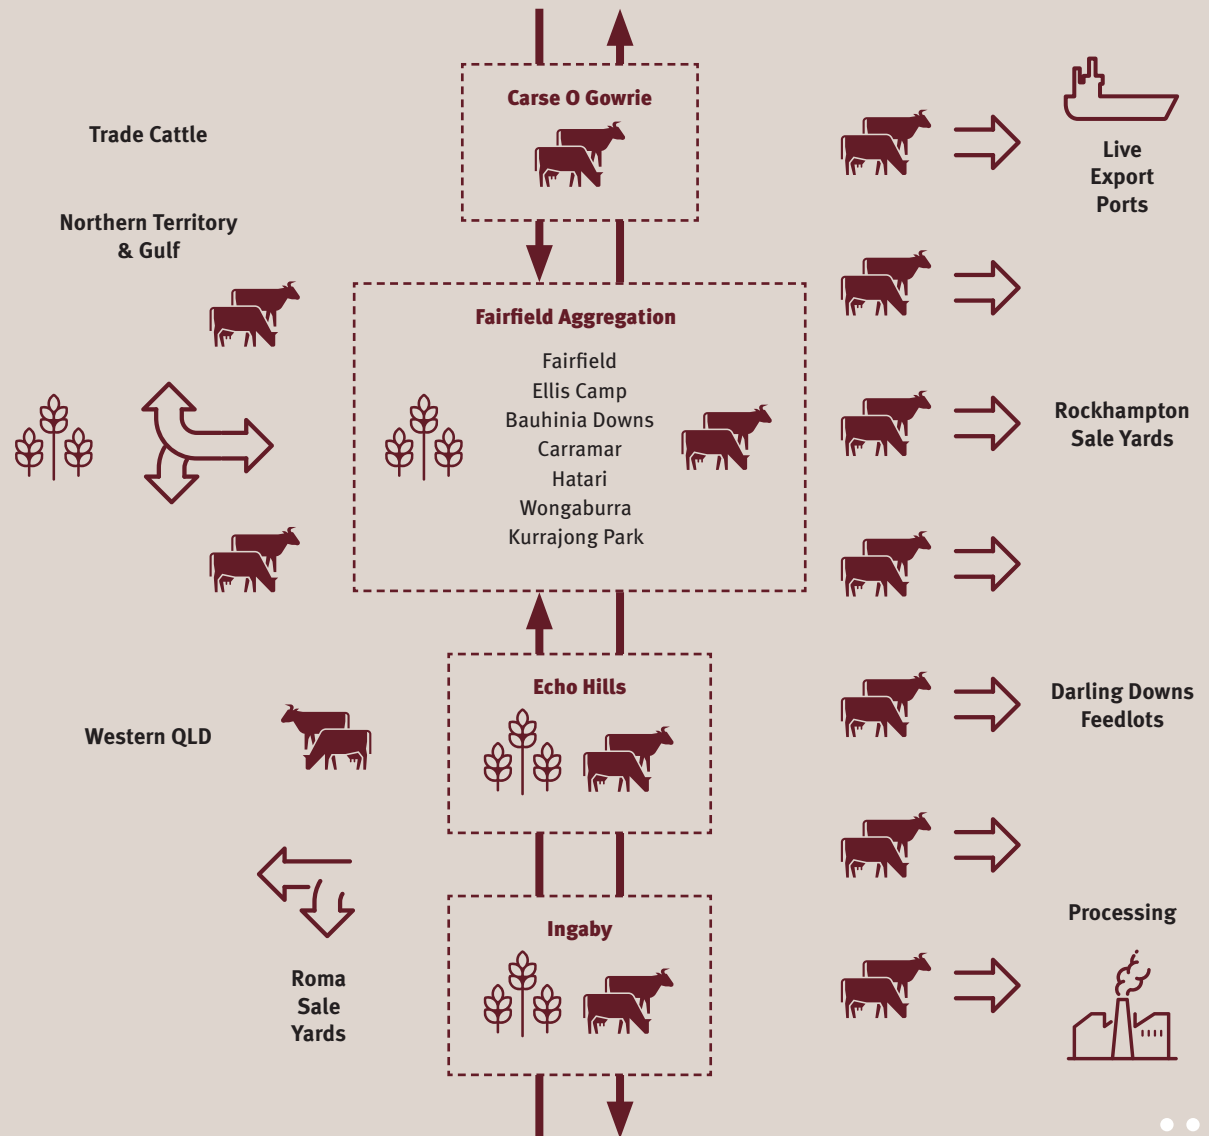 Carse O Gowrie
Trade Cattle
Northern Territory
& Gulf
Live
Export
Ports
Fairfield Aggregation
Fairfield
Ellis Camp
Bauhinia Downs
Carramar
Hatari
Wongaburra
Kurrajong Park
Rockhampton
Sale Yards
Echo Hills
Western QLD
Darling Downs
Feedlots
Ingaby
Roma
Sale
Yards
Processing